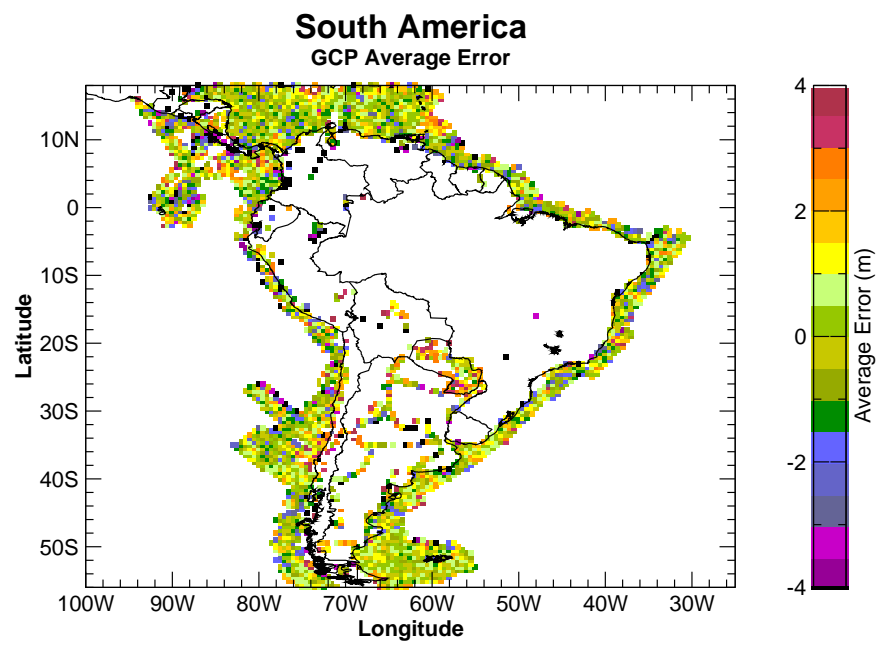 South America
GCP Average Error
10N
0
10S
20S
30S
40S
50S
Latitude
100W 90W 80W 70W 60W 50W 40W 30W
Longitude
4
2
0
-2
-4
Average Error (m)